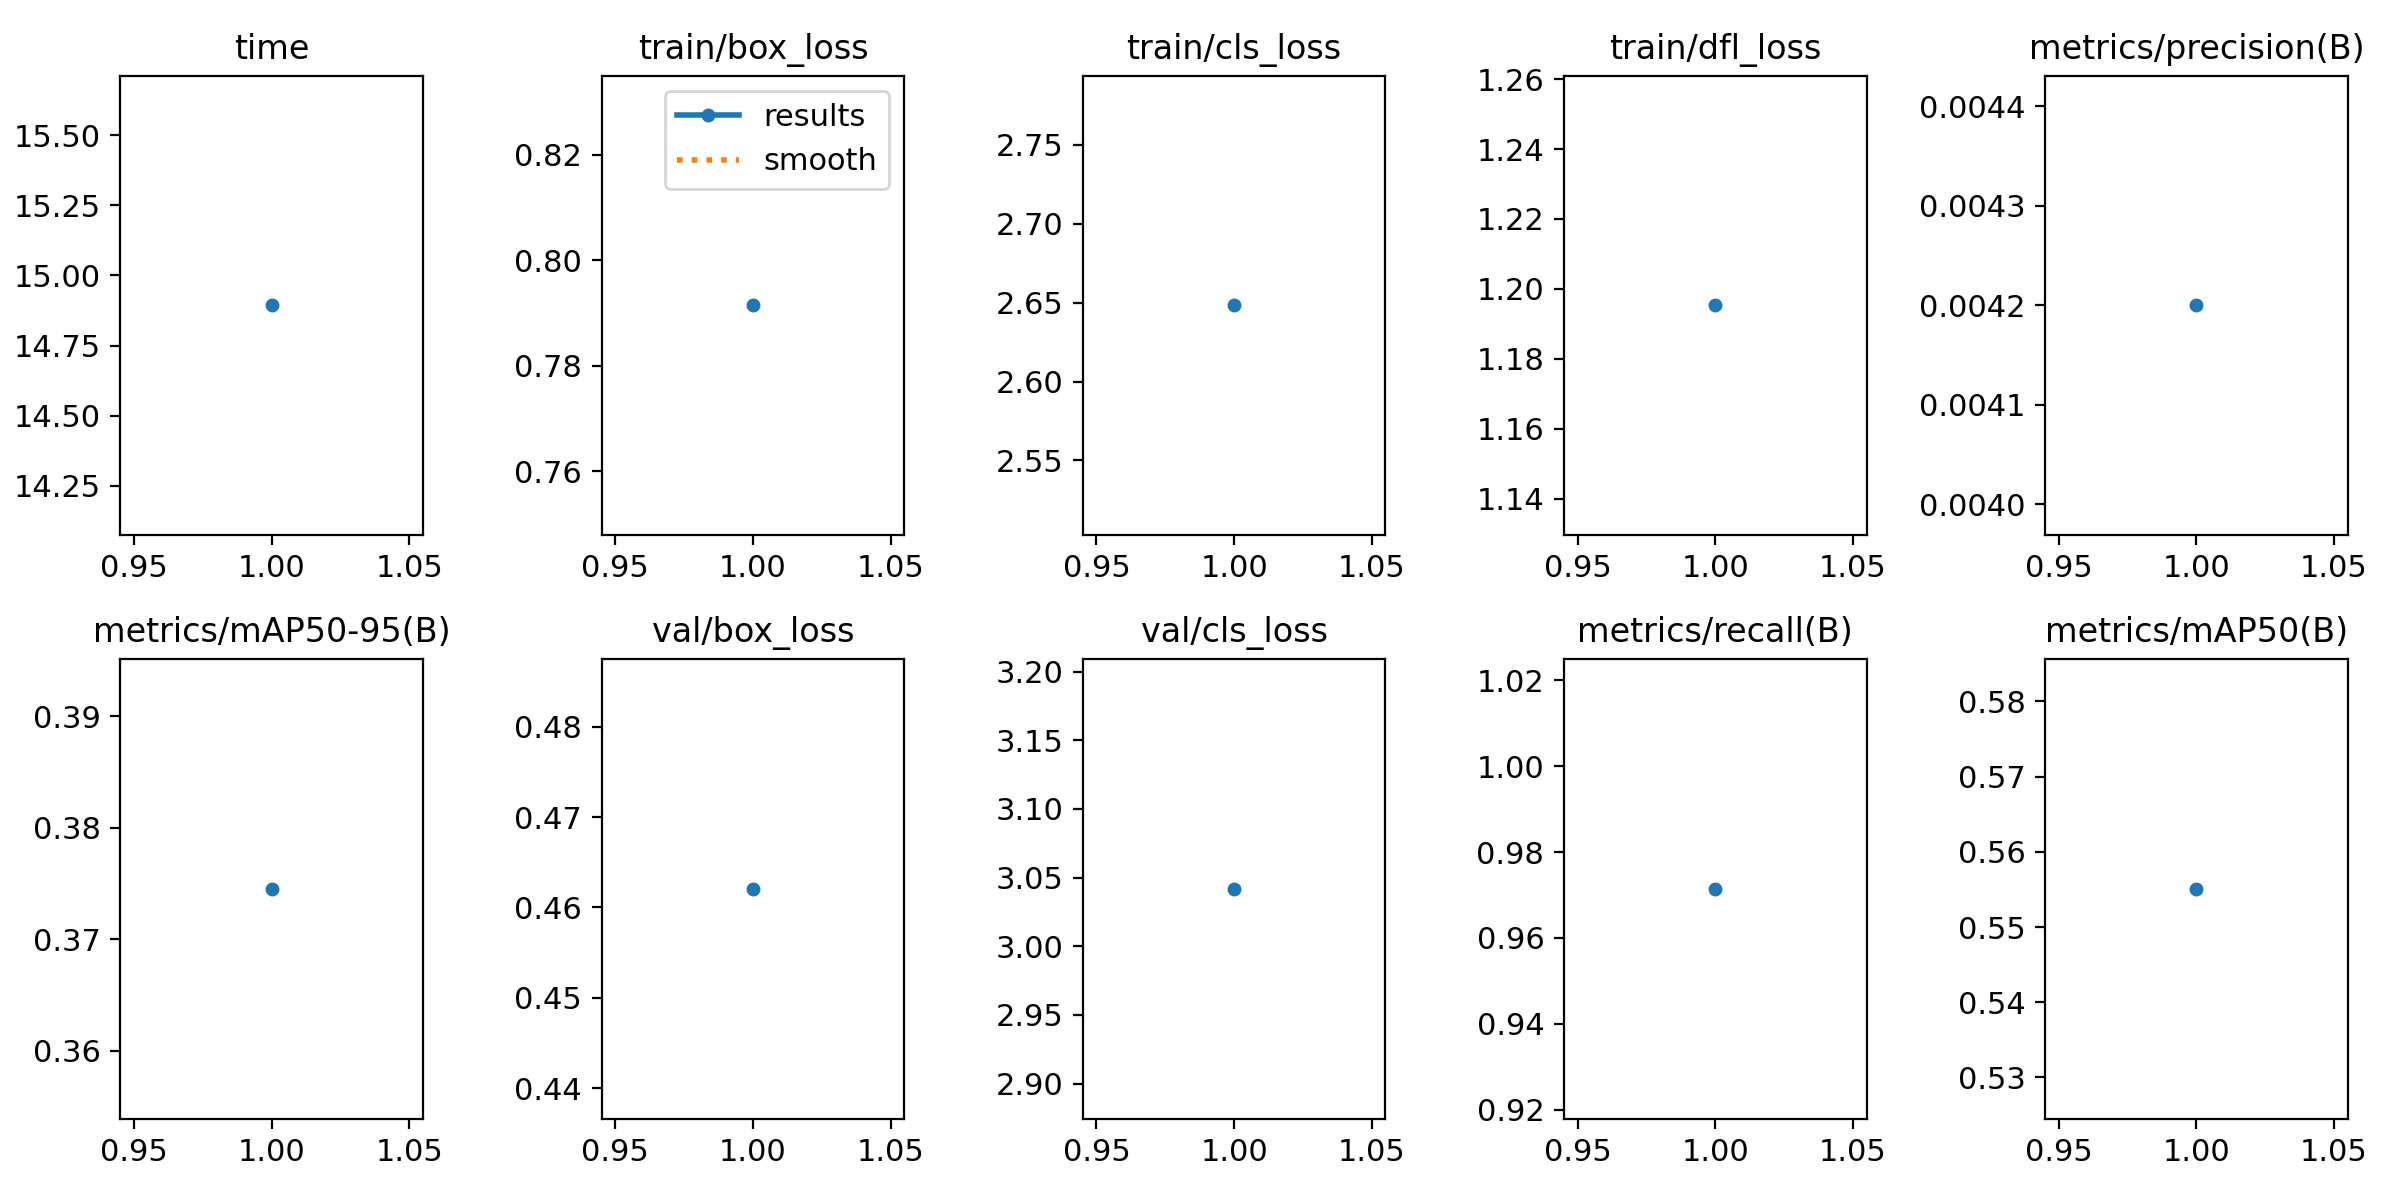 time
15.50
15.25
15.00
14.75
14.50
14.25
0.95 1.00 1.05
train/box_loss
results
smooth
0.82
0.80
0.78
0.76
0.95 1.00 1.05
train/cls_loss
2.75
2.70
2.65
2.60
2.55
0.95 1.00 1.05
train/dfl_loss
1.26
1.24
1.22
1.20
1.18
1.16
1.14
0.95 1.00 1.05
metrics/precision(B)
0.0044
0.0043
0.0042
0.0041
0.0040
0.95 1.00 1.05
metrics/mAP50-95(B)
0.39
0.38
0.37
0.36
0.95 1.00 1.05
val/box_loss
0.48
0.47
0.46
0.45
0.44
0.95 1.00 1.05
val/cls_loss
3.20
3.15
3.10
3.05
3.00
2.95
2.90
0.95 1.00 1.05
metrics/recall(B)
1.02
1.00
0.98
0.96
0.94
0.92
0.95 1.00 1.05
metrics/mAP50(B)
0.58
0.57
0.56
0.55
0.54
0.53
0.95 1.00 1.05